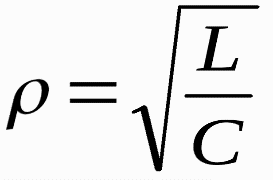 ρ = √(L/C)